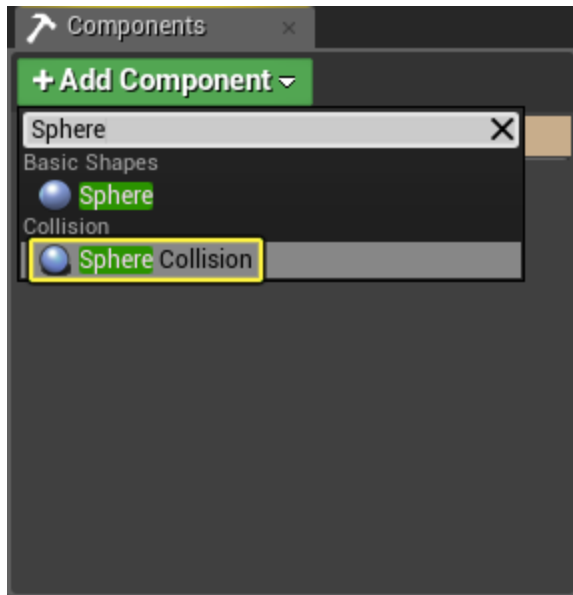 Components
+ Add Component
Sphere
Basic Shapes
Sphere
Collision
Sphere Collision